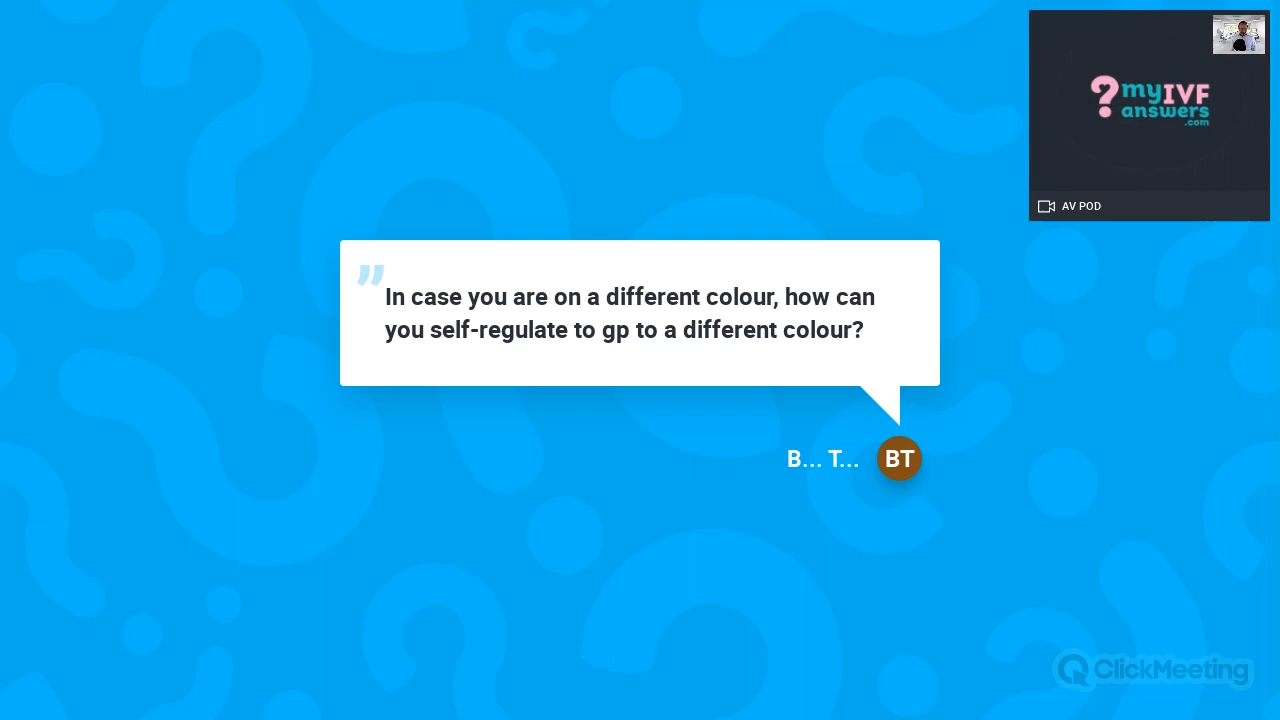 myIVF
answers
.com
AV POD
In case you are on a different colour, how can
you self-regulate to gp to a different colour?
B... T... BT
ClickMeeting